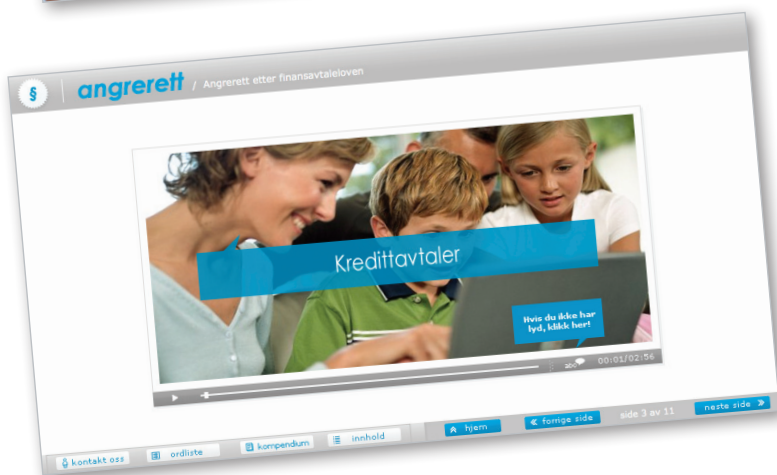 § angrerett / Angrerett etter finansavtaleloven
Kredittavtaler
Hvis du ikke har
lyd, klikk her!
abc 00:01/02:56
kontakt oss ordliste kompendium innhold hjem forrige side side 3 av 11 neste side